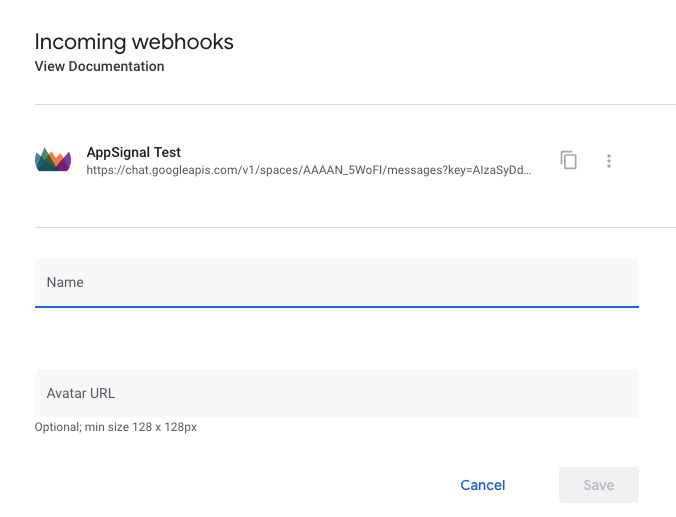 Incoming webhooks
View Documentation
AppSignal Test
https://chat.googleapis.com/v1/spaces/AAAAN_5WoFI/messages?key=AIzaSyDd...
Name
Avatar URL
Optional; min size 128 x 128px
Cancel
Save